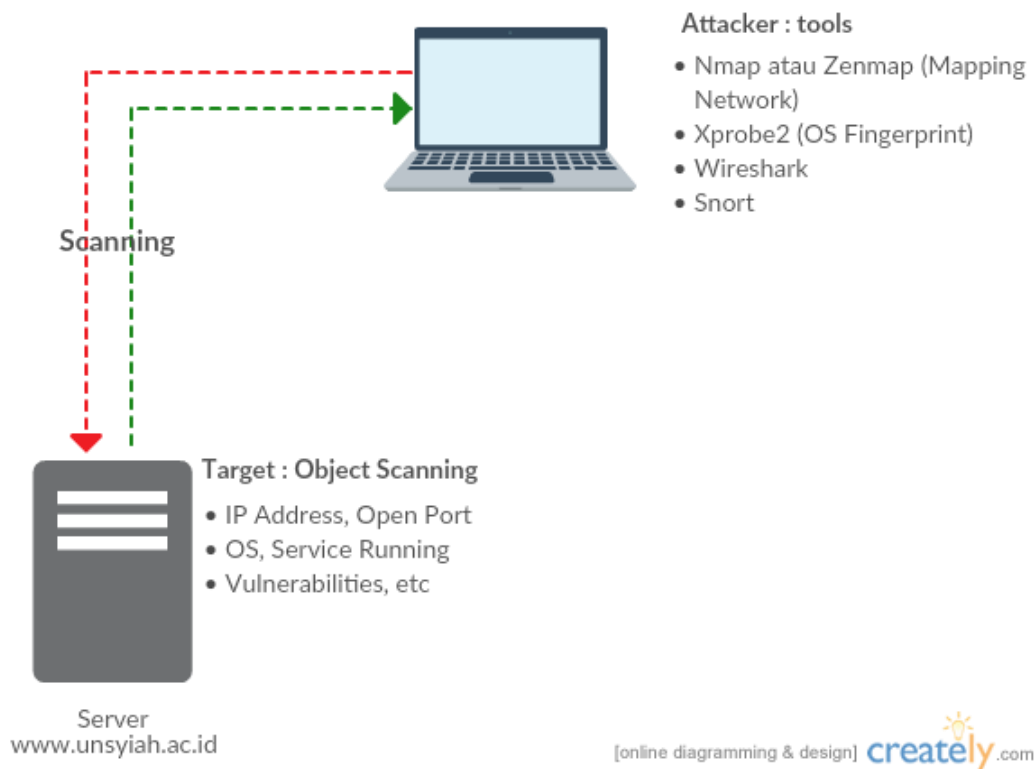 Attacker : tools
• Nmap atau Zenmap (Mapping
Network)
• Xprobe2 (OS Fingerprint)
• Wireshark
• Snort
Scanning
Target : Object Scanning
• IP Address, Open Port
• OS, Service Running
• Vulnerabilities, etc
Server
www.unsyiah.ac.id
[online diagramming & design] creately.com